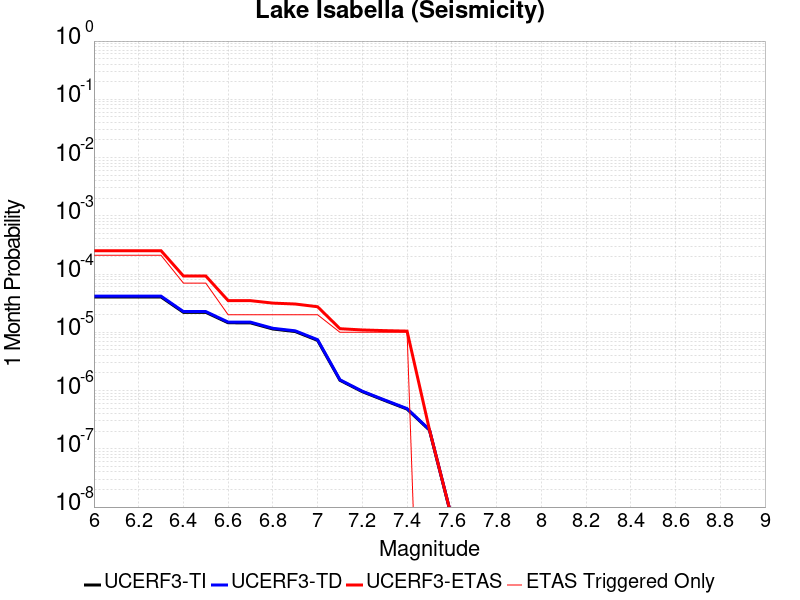 Lake Isabella (Seismicity)
10^0
10^-1
10^-2
10^-3
10^-4
10^-5
10^-6
10^-7
10^-8
1 Month Probability
6 6.2 6.4 6.6 6.8 7 7.2 7.4 7.6 7.8 8 8.2 8.4 8.6 8.8 9
Magnitude
UCERF3-TI UCERF3-TD UCERF3-ETAS ETAS Triggered Only